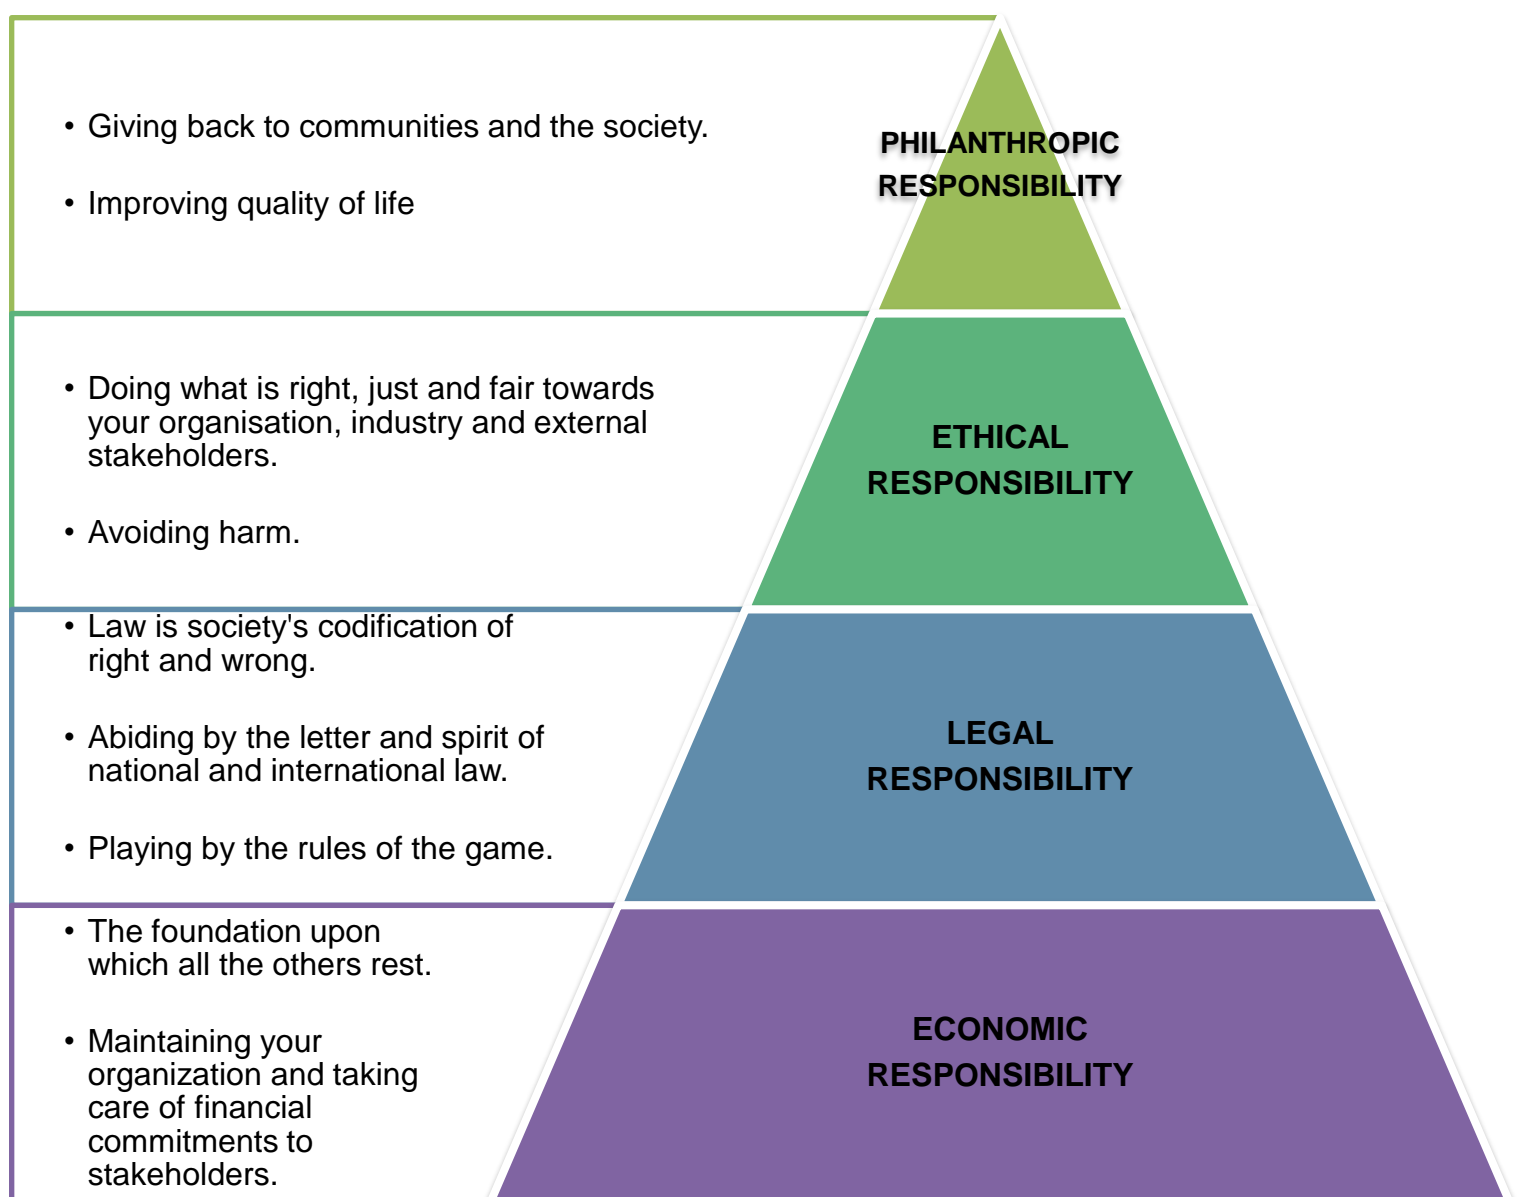 • Giving back to communities and the society.
• Improving quality of life
PHILANTHROPIC
RESPONSIBILITY
• Doing what is right, just and fair towards
your organisation, industry and external
stakeholders.
• Avoiding harm.
ETHICAL
RESPONSIBILITY
• Law is society's codification of
right and wrong.
• Abiding by the letter and spirit of
national and international law.
• Playing by the rules of the game.
LEGAL
RESPONSIBILITY
• The foundation upon
which all the others rest.
• Maintaining your
organization and taking
care of financial
commitments to
stakeholders.
ECONOMIC
RESPONSIBILITY